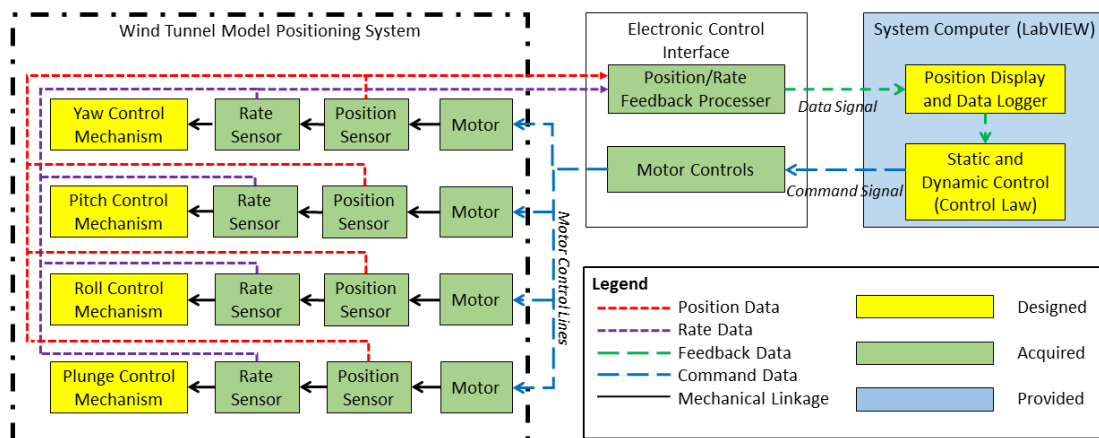 Wind Tunnel Model Positioning System
Electronic Control
Interface
System Computer (LabVIEW)
Position/Rate
Feedback Processer
Data Signal
Position Display
and Data Logger
Yaw Control
Mechanism
Rate
Sensor
Position
Sensor
Motor
Motor Controls
Command Signal
Static and
Dynamic Control
(Control Law)
Pitch Control
Mechanism
Rate
Sensor
Position
Sensor
Motor
Motor Control Lines
Roll Control
Mechanism
Rate
Sensor
Position
Sensor
Motor
Plunge Control
Mechanism
Rate
Sensor
Position
Sensor
Motor
Legend
Position Data
Rate Data
Feedback Data
Command Data
Mechanical Linkage
Designed
Acquired
Provided